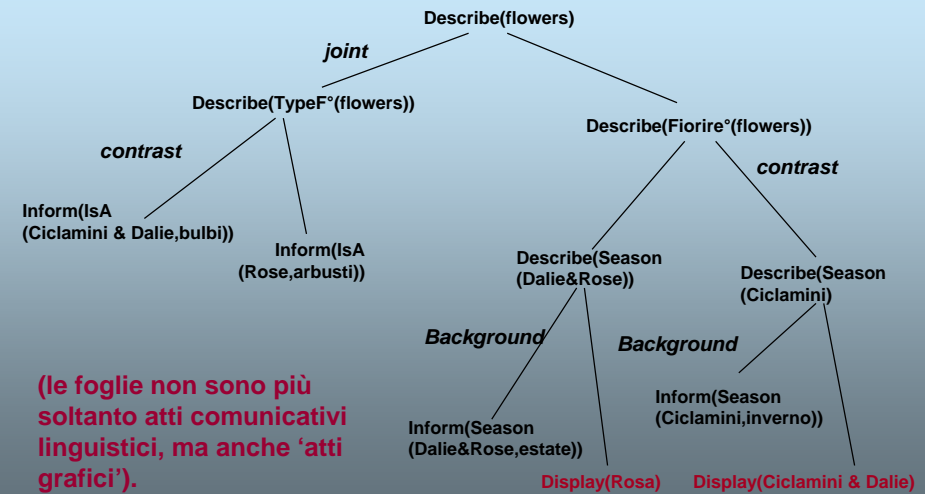 Describe(flowers)
joint
Describe(TypeF°(flowers))
Describe(Fiorire°(flowers))
contrast
contrast
Inform(IsA
(Ciclamini & Dalie,bulbi))
Inform(IsA
(Rose,arbusti))
Describe(Season
(Dalie&Rose))
Describe(Season
(Ciclamini)
Background
Background
(le foglie non sono più
soltanto atti comunicativi
linguistici, ma anche ‘atti
grafici’).
Inform(Season
(Dalie&Rose,estate))
Inform(Season
(Ciclamini,inverno))
Display(Rosa)
Display(Ciclamini & Dalie)